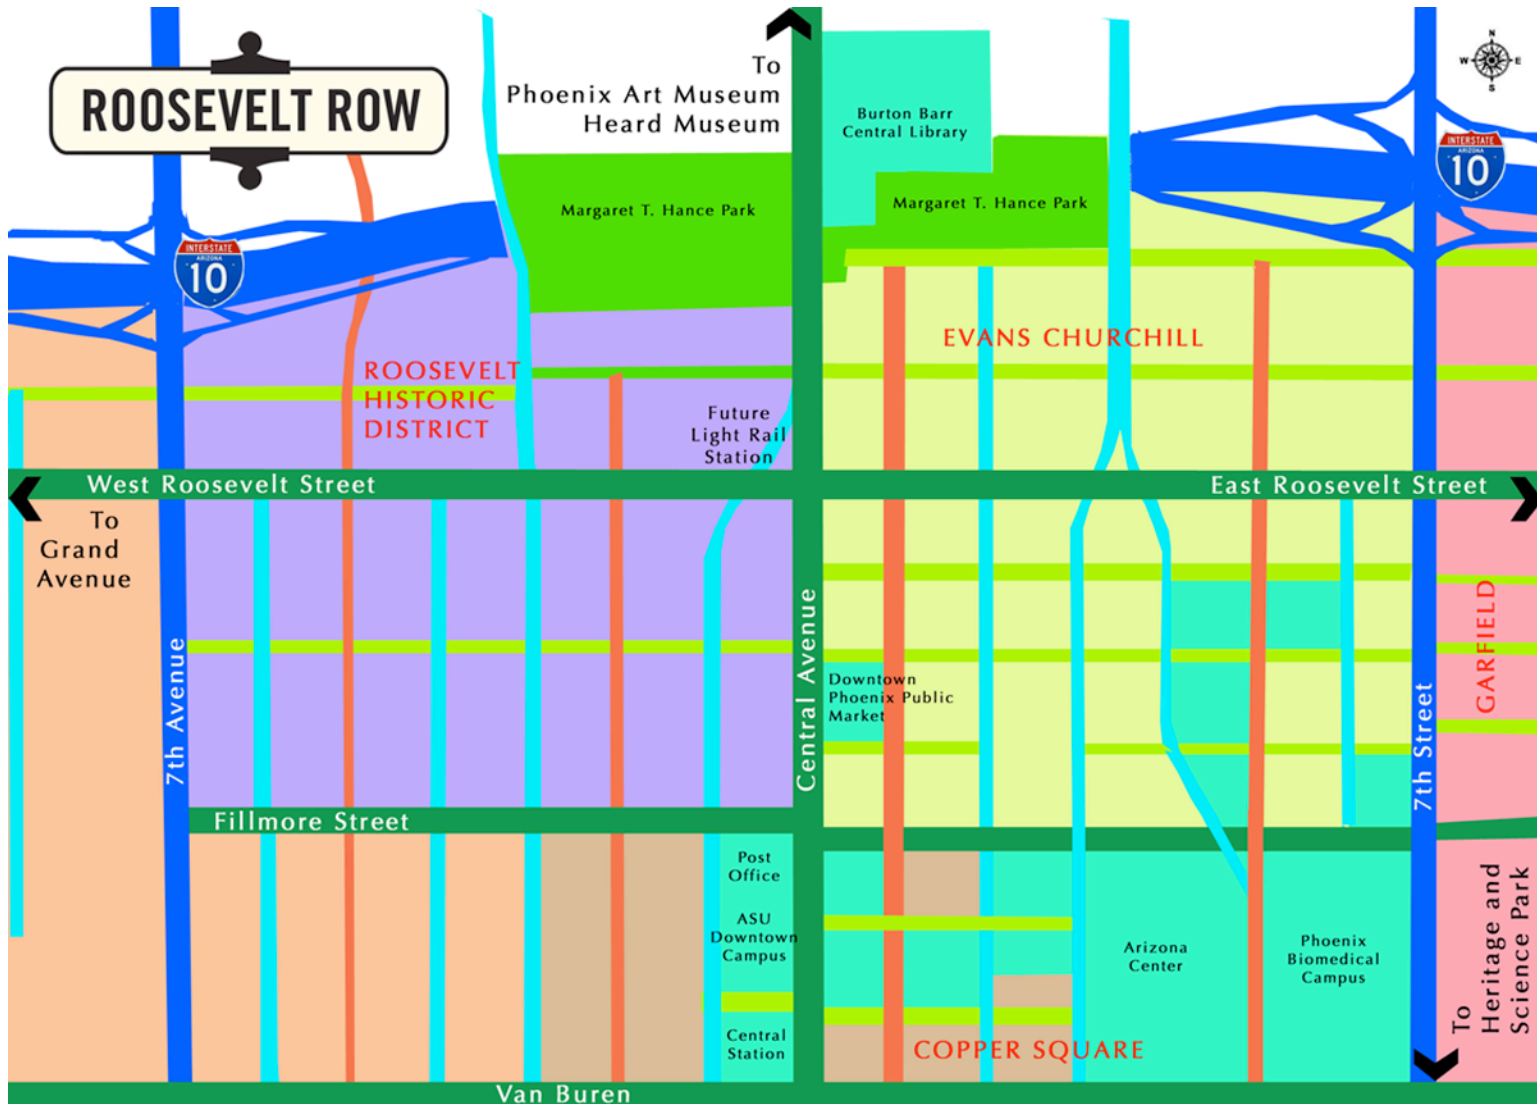 ROOSEVELT ROW
To
Phoenix Art Museum
Heard Museum
Burton Barr
Central Library
N
W
E
S
INTERSTATE
ARIZONA
10
Margaret T. Hance Park
Margaret T. Hance Park
INTERSTATE
ARIZONA
10
EVANS CHURCHILL
ROOSEVELT
HISTORIC
DISTRICT
Future
Light Rail
Station
West Roosevelt Street
East Roosevelt Street
To
Grand
Avenue
7th Avenue
Central Avenue
Downtown
Phoenix Public
Market
7th Street
GARFIELD
Fillmore Street
Post
Office
ASU
Downtown
Campus
Central
Station
Arizona
Center
Phoenix
Biomedical
Campus
To
Heritage and
Science Park
COPPER SQUARE
Van Buren